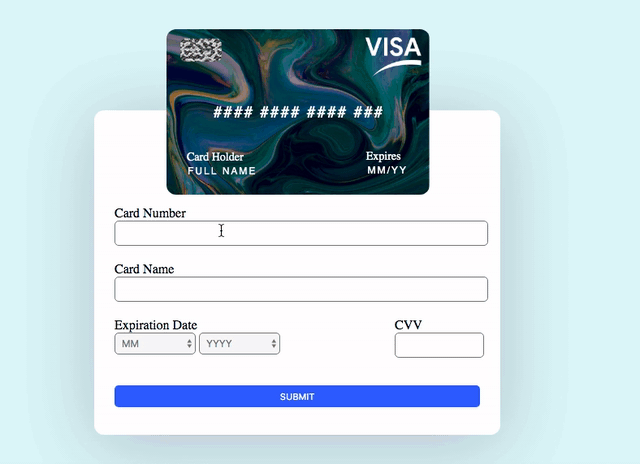 VISA
#### #### #### ###
Card Holder Expires
FULL NAME MM/YY
Card Number
Card Name
Expiration Date CVV
MM YYYY
SUBMIT